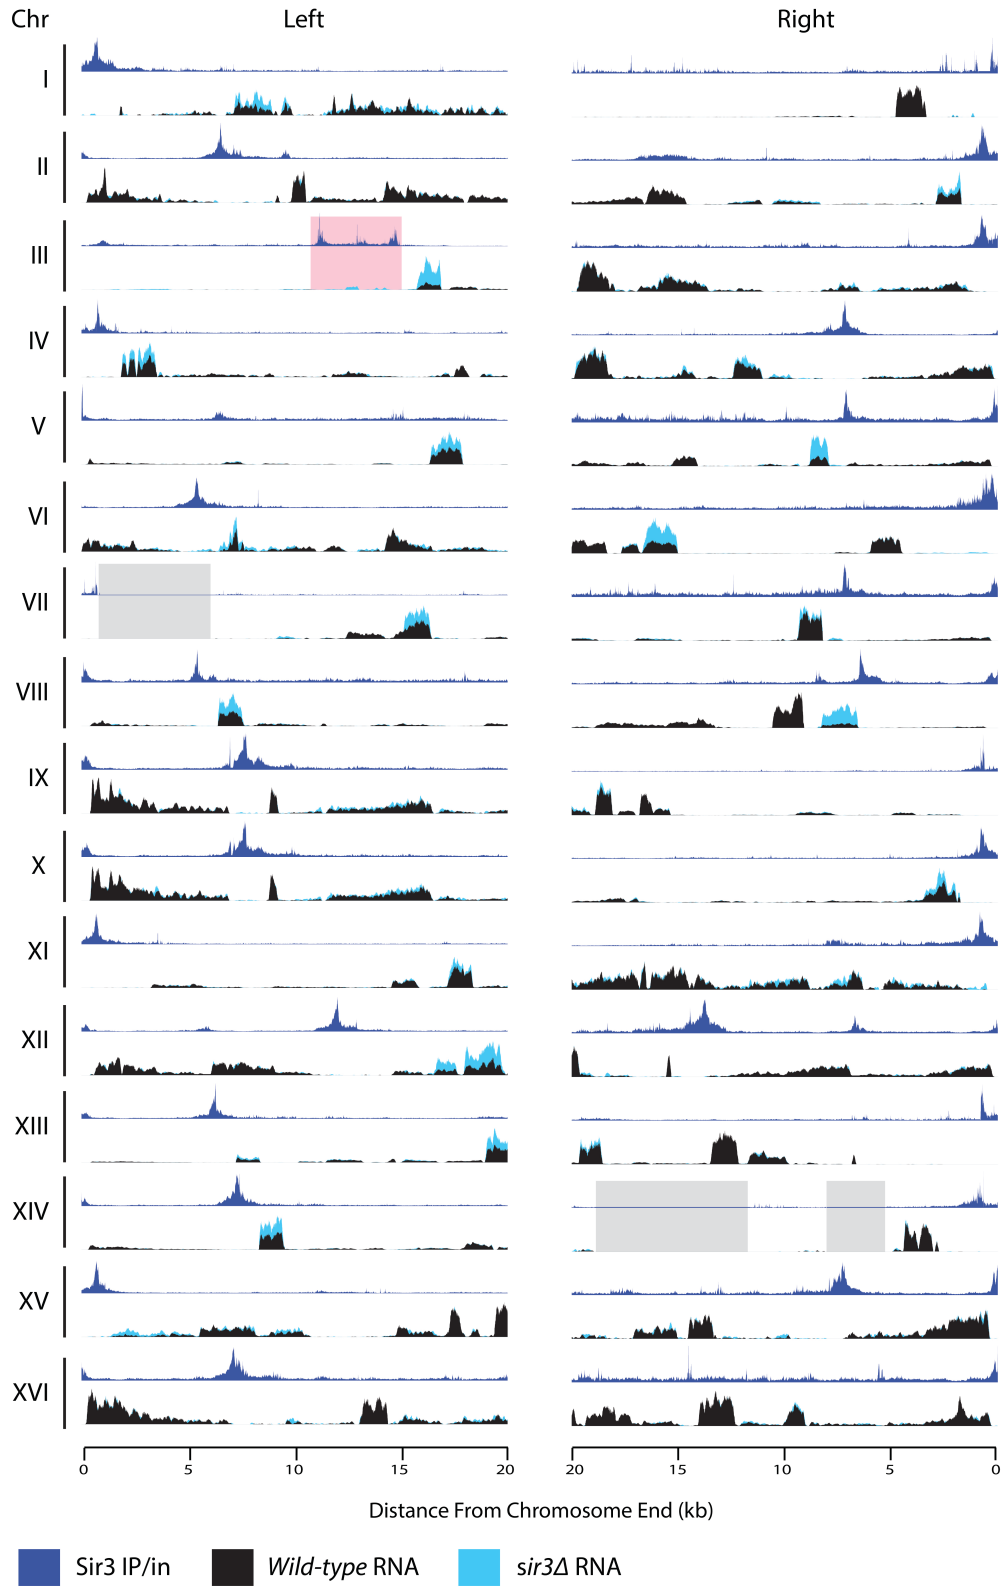 Chr Left Right
I
II
III
IV
V
VI
VII
VIII
IX
X
XI
XII
XIII
XIV
XV
XVI
0 5 10 15 20 20 15 10 5 0
Distance From Chromosome End (kb)
Sir3 IP/in Wild-type RNA sir3Δ RNA